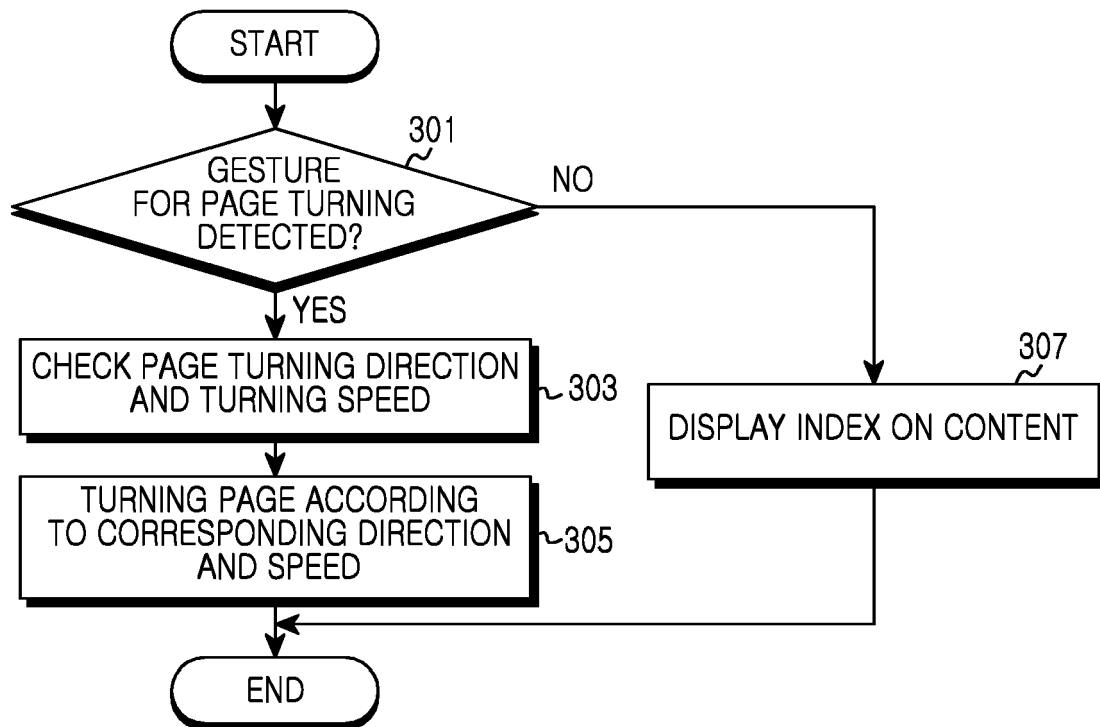 START
301
GESTURE
FOR PAGE TURNING
DETECTED?
NO
YES
CHECK PAGE TURNING DIRECTION
AND TURNING SPEED
303
307
DISPLAY INDEX ON CONTENT
TURNING PAGE ACCORDING
TO CORRESPONDING DIRECTION
AND SPEED
305
END